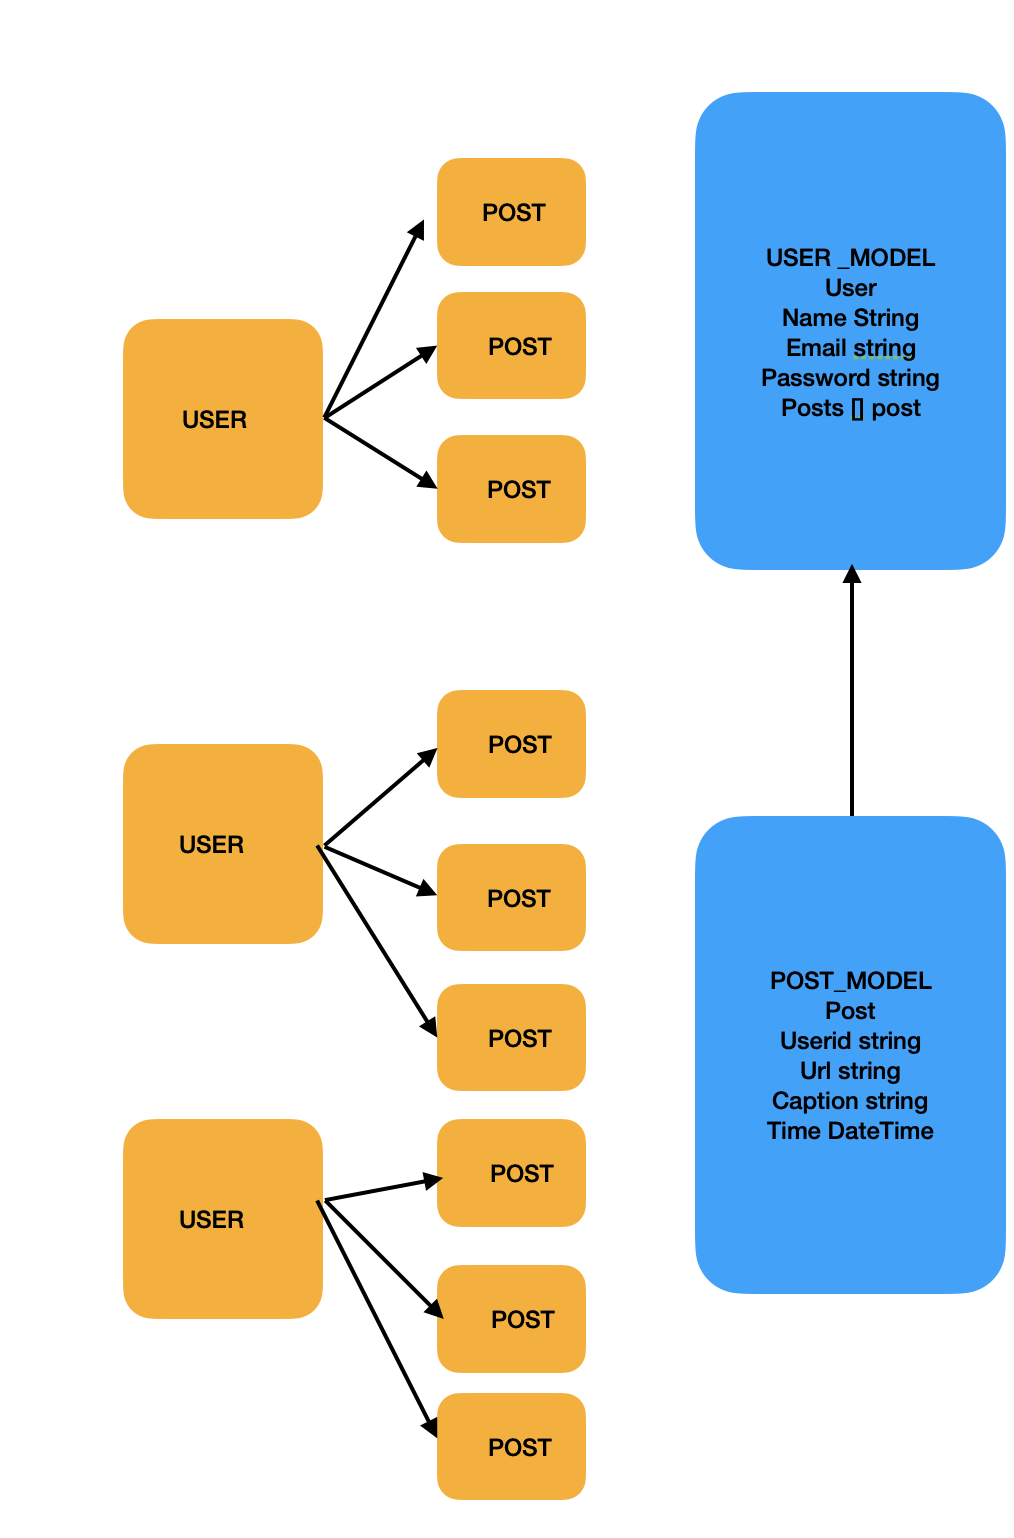 POST
POST
USER
POST
USER _MODEL
User
Name String
Email string
Password string
Posts [] post
POST
USER
POST
POST
POST_MODEL
Post
Userid string
Url string
Caption string
Time DateTime
POST
USER
POST
POST